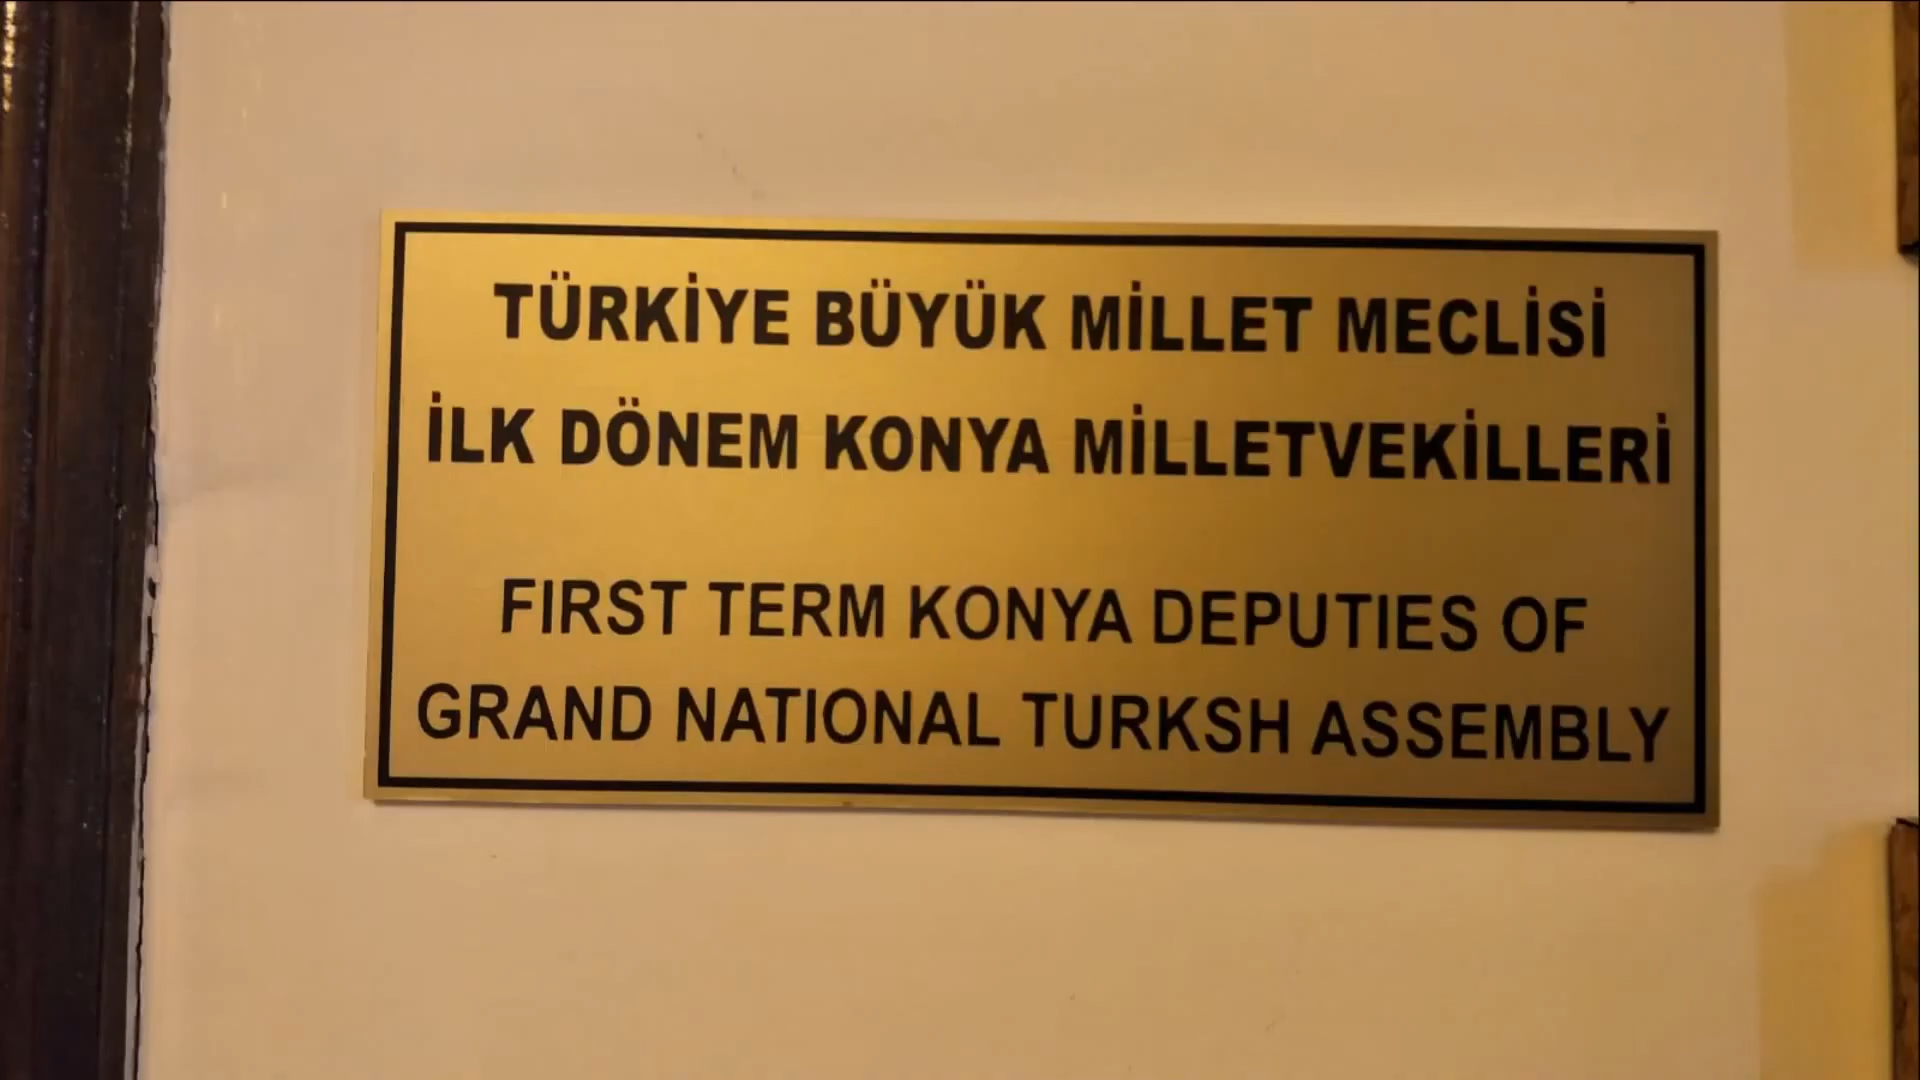 TÜRKİYE BÜYÜK MİLLET MECLİSİ
İLK DÖNEM KONYA MİLLETVEKİLLERİ
FIRST TERM KONYA DEPUTIES OF
GRAND NATIONAL TURKSH ASSEMBLY